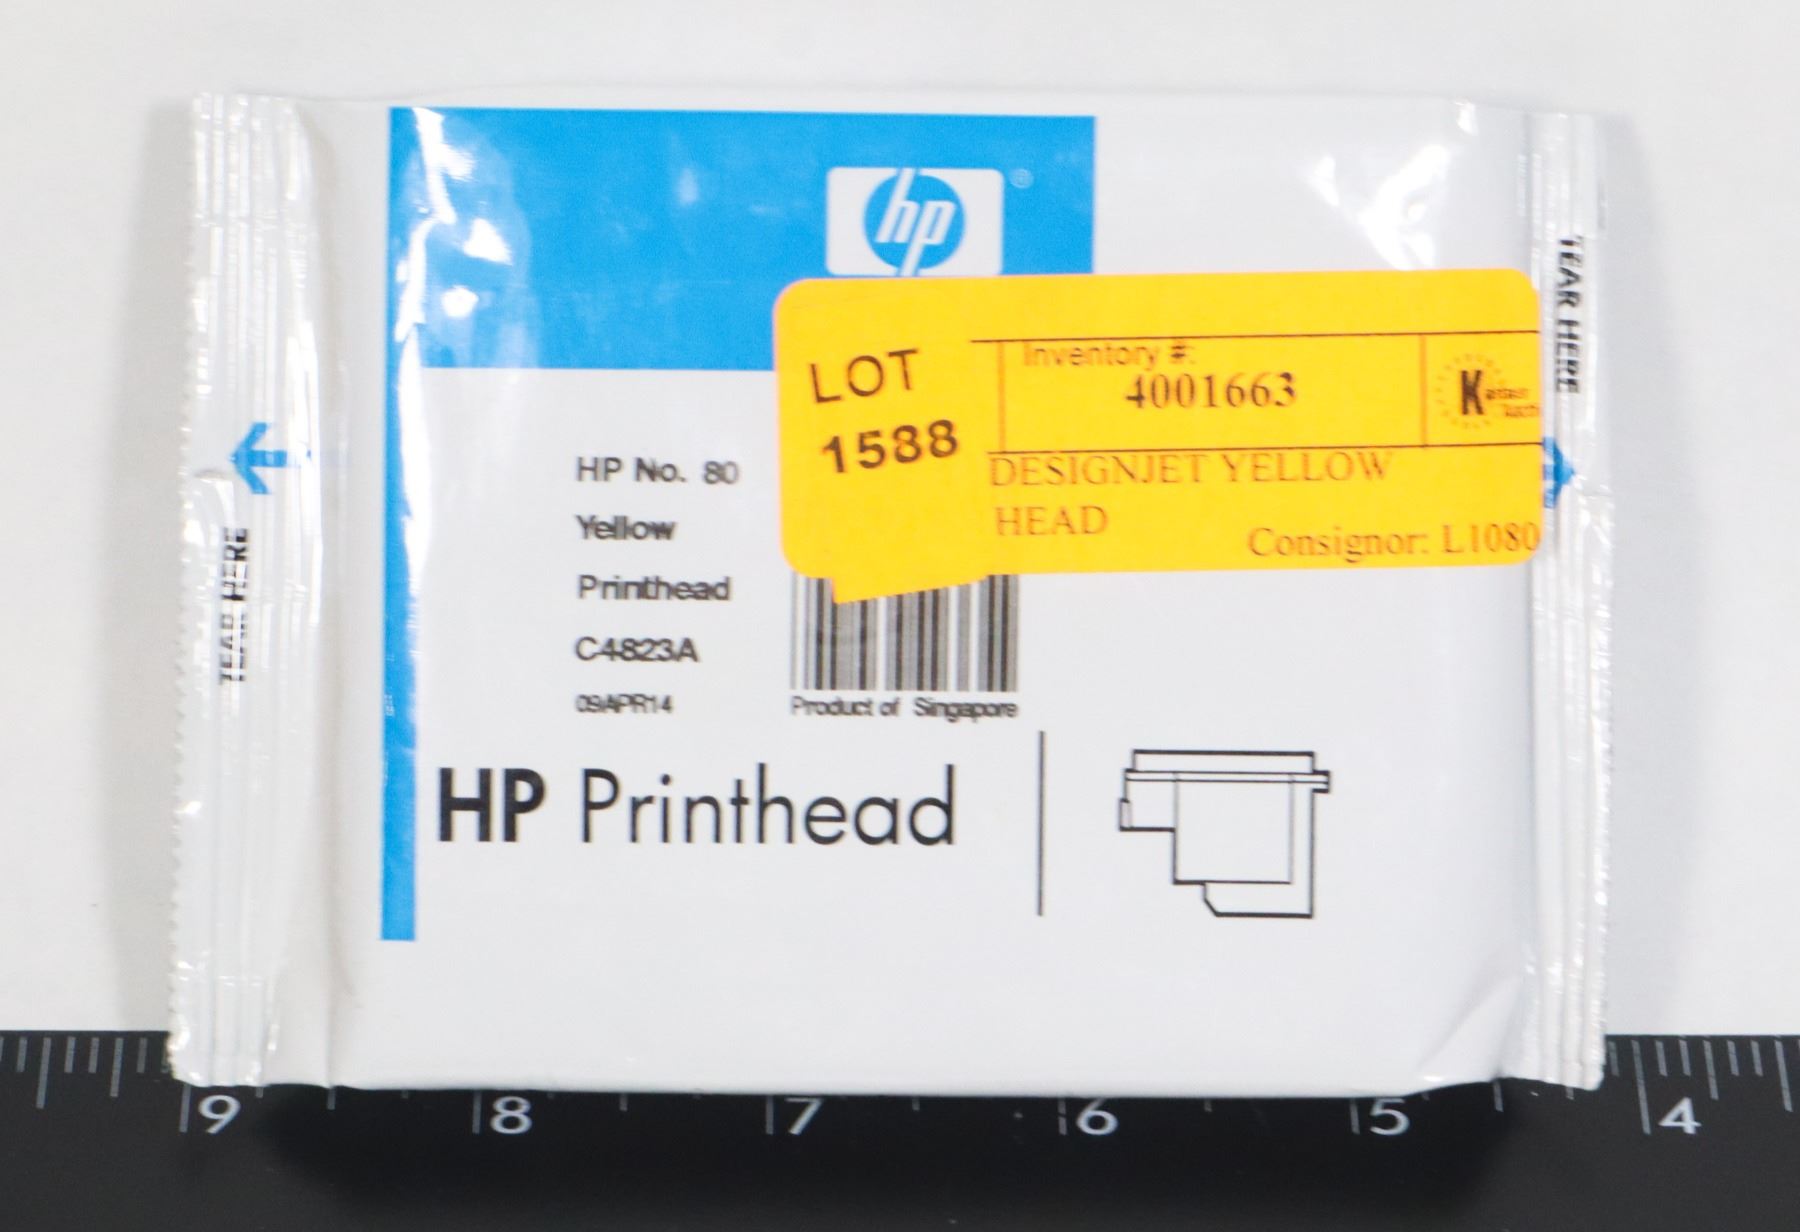 hp
®
LOT
1588
Inventory #:
4001663
K
DESIGNJET YELLOW
HEAD
Consignor: L1080
HP No. 80
Yellow
Printhead
C4823A
09APR14
Product of Singapore
HP Printhead
TEAR HERE
TEAR HERE
9 8 7 6 5 4